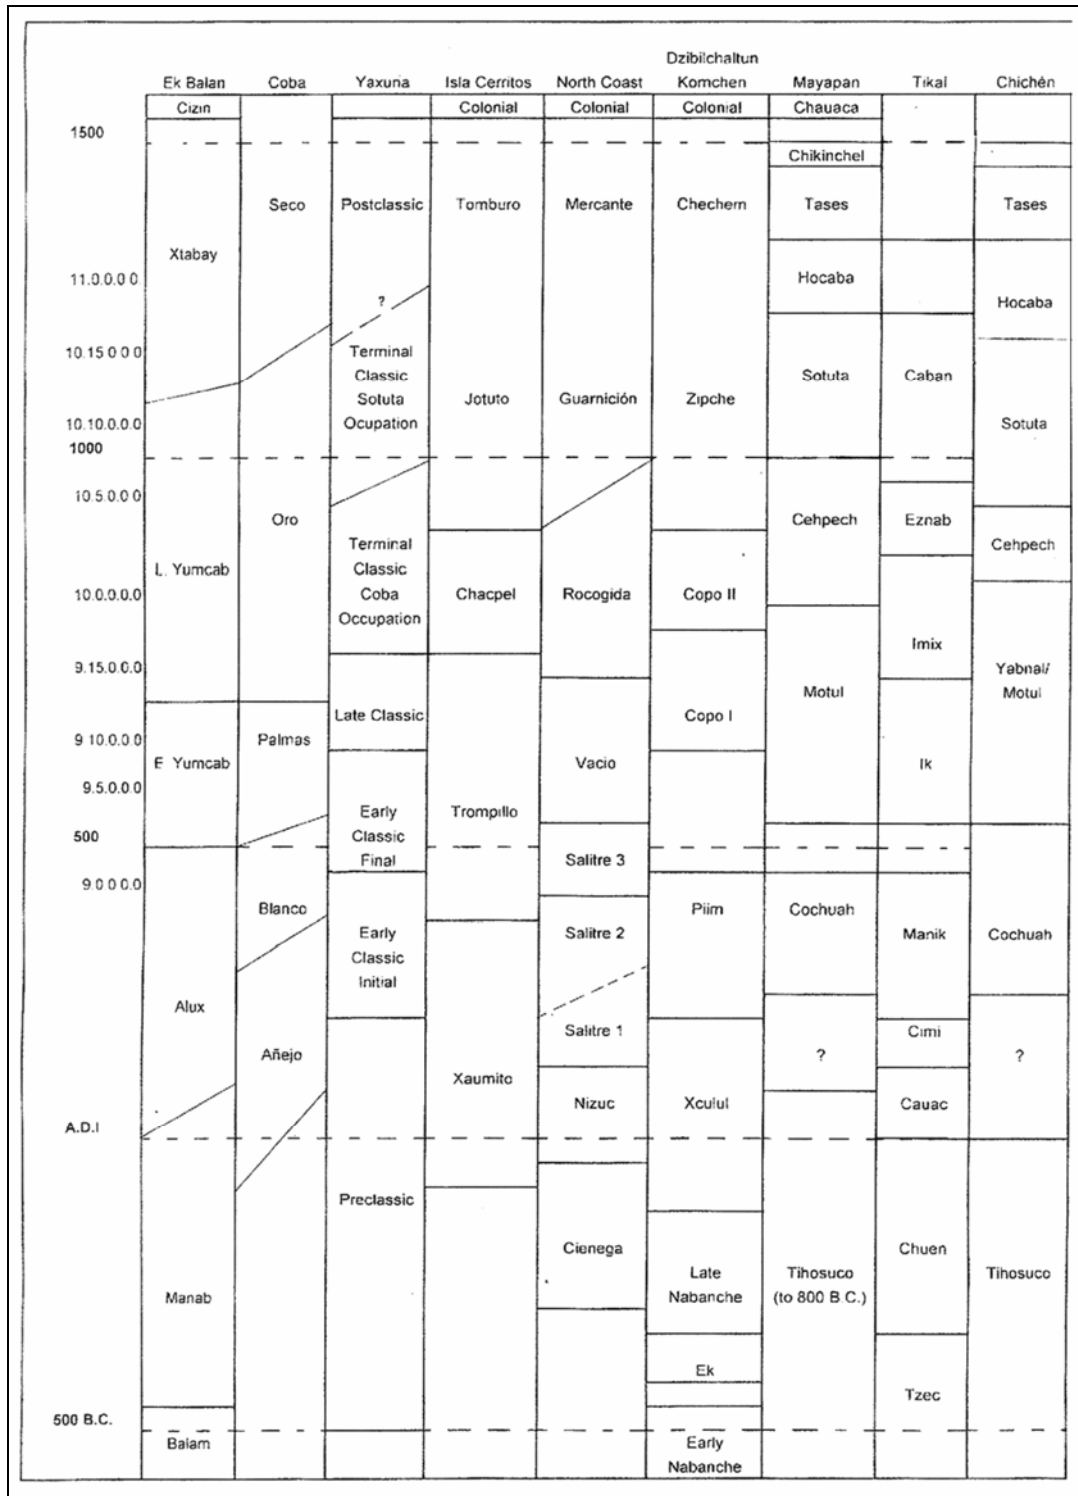 Dzibilchaltun
Ek Balan Coba Yaxuna Isla Cerritos North Coast Komchen Mayapan Tikal Chichén
1500
11.0.0.0.0
10.15.0.0.0
10.10.0.0.0
1000
10.5.0.0.0
10.0.0.0.0
9.15.0.0.0
9.10.0.0.0
9.5.0.0.0
500
9.0.0.0.0
A.D.I
500 B.C.
Cizin
Xtabay
L. Yumcab
E Yumcab
Alux
Manab
Balam
Seco
Oro
Palmas
Blanco
Añejo
Postclassic
?
Terminal
Classic
Sotuta
Ocupation
Terminal
Classic
Coba
Occupation
Late Classic
Early
Classic
Final
Early
Classic
Initial
Preclassic
Colonial
Tomburo
Jotuto
Chacpel
Trompillo
Xaumito
Colonial
Mercante
Guarnición
Rocogida
Vacio
Salitre 3
Salitre 2
Salitre 1
Nizuc
Cienega
Colonial
Chechem
Zipche
Copo II
Copo I
Piim
Xculul
Late
Nabanche
Ek
Early
Nabanche
Chauaca
Chikinchel
Tases
Hocaba
Sotuta
Cehpech
Motul
Cochuah
?
Tihosuco
(to 800 B.C.)
Caban
Eznab
Imix
Ik
Manik
Cimi
Cauac
Chuen
Tzec
Tases
Hocaba
Sotuta
Cehpech
Yabnal/
Motul
Cochuah
?
Tihosuco